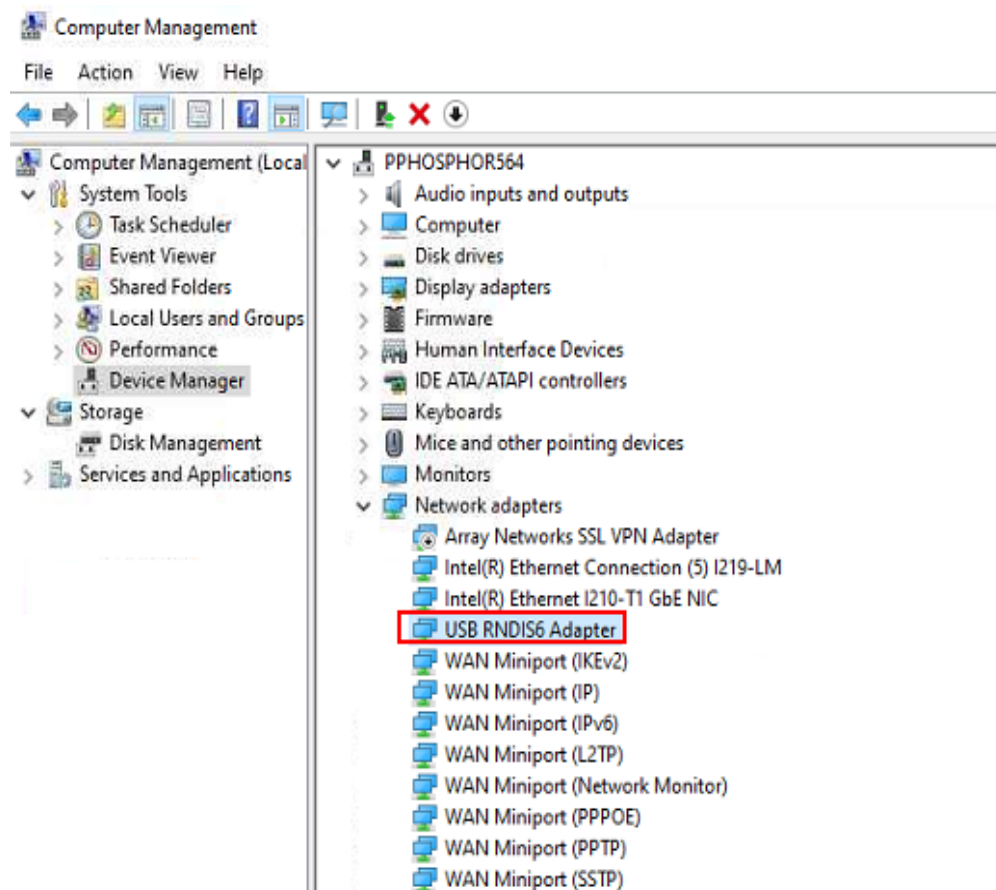 Computer Management
File Action View Help
Computer Management (Local
System Tools
Task Scheduler
Event Viewer
Shared Folders
Local Users and Groups
Performance
Device Manager
Storage
Disk Management
Services and Applications
PPHOSPHOR564
Audio inputs and outputs
Computer
Disk drives
Display adapters
Firmware
Human Interface Devices
IDE ATA/ATAPI controllers
Keyboards
Mice and other pointing devices
Monitors
Network adapters
Array Networks SSL VPN Adapter
Intel(R) Ethernet Connection (5) I219-LM
Intel(R) Ethernet I210-T1 GbE NIC
USB RNDIS6 Adapter
WAN Miniport (IKEv2)
WAN Miniport (IP)
WAN Miniport (IPv6)
WAN Miniport (L2TP)
WAN Miniport (Network Monitor)
WAN Miniport (PPPOE)
WAN Miniport (PPTP)
WAN Miniport (SSTP)